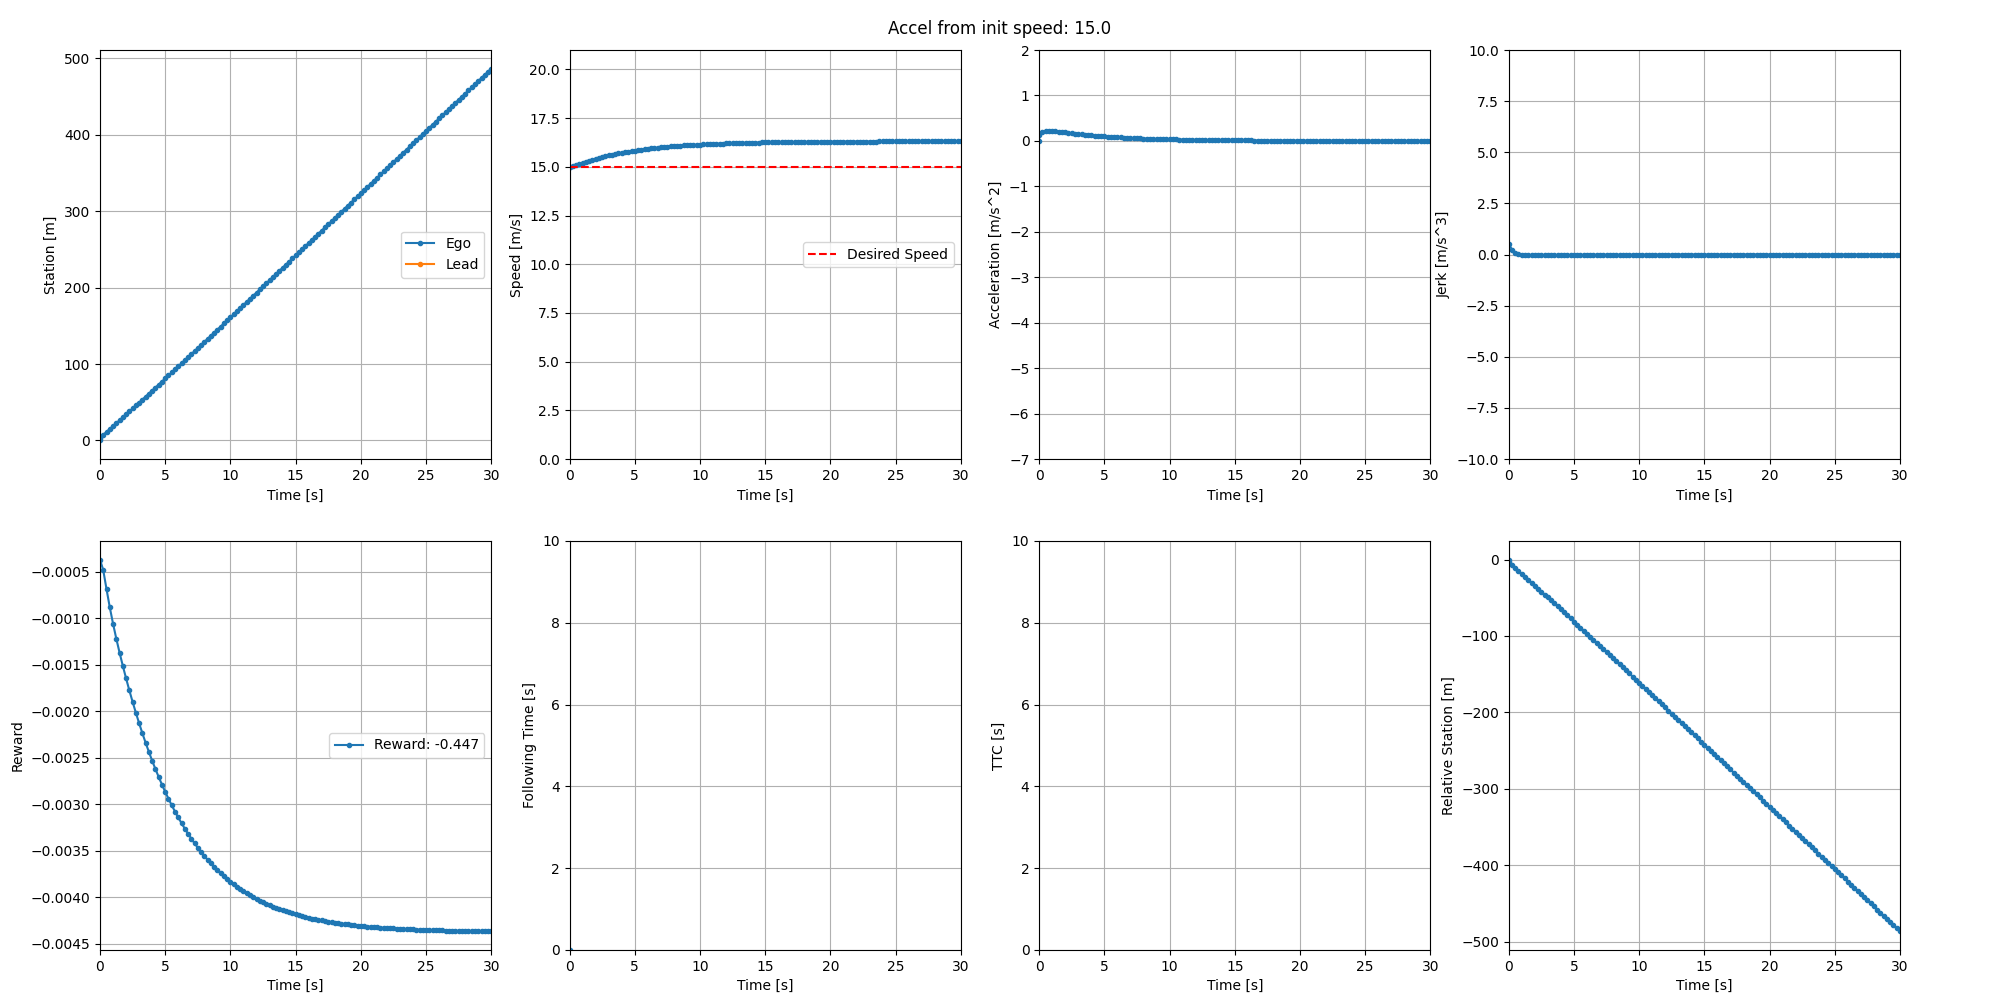 Accel from init speed: 15.0
500
400
300
200
100
0
0 5 10 15 20 25 30
Station [m]
Time [s]
Ego
Lead
20.0
17.5
15.0
12.5
10.0
7.5
5.0
2.5
0.0
0 5 10 15 20 25 30
Speed [m/s]
Time [s]
Desired Speed
2
1
0
−1
−2
−3
−4
−5
−6
−7
0 5 10 15 20 25 30
Acceleration [m/s^2]
Time [s]
10.0
7.5
5.0
2.5
0.0
−2.5
−5.0
−7.5
−10.0
0 5 10 15 20 25 30
Jerk [m/s^3]
Time [s]
−0.0005
−0.0010
−0.0015
−0.0020
−0.0025
−0.0030
−0.0035
−0.0040
−0.0045
0 5 10 15 20 25 30
Reward
Time [s]
Reward: -0.447
10
8
6
4
2
0
0 5 10 15 20 25 30
Following Time [s]
Time [s]
10
8
6
4
2
0
0 5 10 15 20 25 30
TTC [s]
Time [s]
0
−100
−200
−300
−400
−500
0 5 10 15 20 25 30
Relative Station [m]
Time [s]